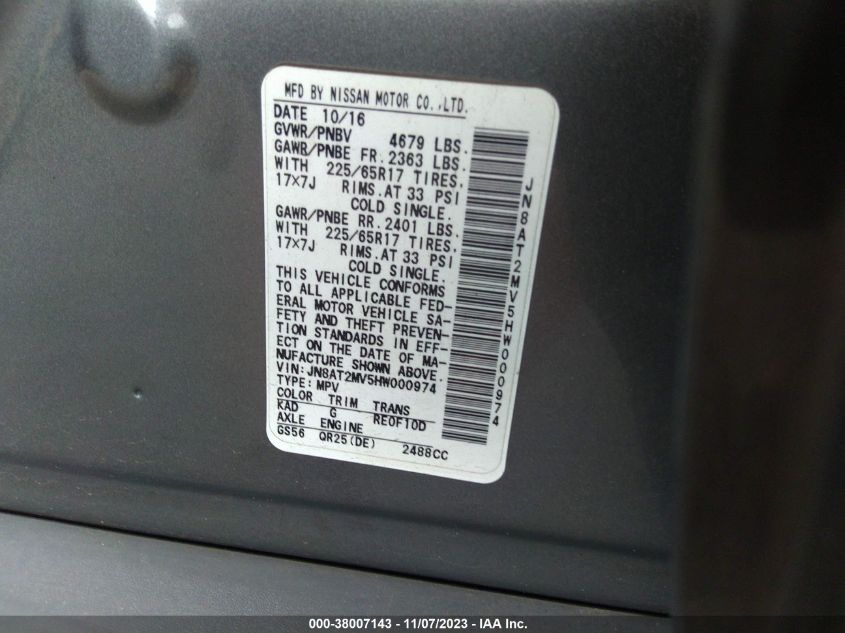 MFD BY NISSAN MOTOR CO.,LTD.
DATE 10/16
GVWR/PNBV 4679 LBS.
GAWR/PNBE FR. 2363 LBS.
WITH 225/65R17 TIRES.
17X7J RIMS.AT 33 PSI
COLD SINGLE.
GAWR/PNBE RR. 2401 LBS.
WITH 225/65R17 TIRES.
17X7J RIMS.AT 33 PSI
COLD SINGLE.
THIS VEHICLE CONFORMS
TO ALL APPLICABLE FED-
ERAL MOTOR VEHICLE SA-
FETY AND THEFT PREVEN-
TION STANDARDS IN EFF-
ECT ON THE DATE OF MA-
NUFACTURE SHOWN ABOVE.
VIN: JN8AT2MV5HW000974
TYPE: MPV
COLOR TRIM TRANS
KAD G RE0F10D
AXLE ENGINE
GS56 QR25(DE) 2488CC
JN8AT2MV5HW000974
000-38007143 - 11/07/2023 - IAA Inc.